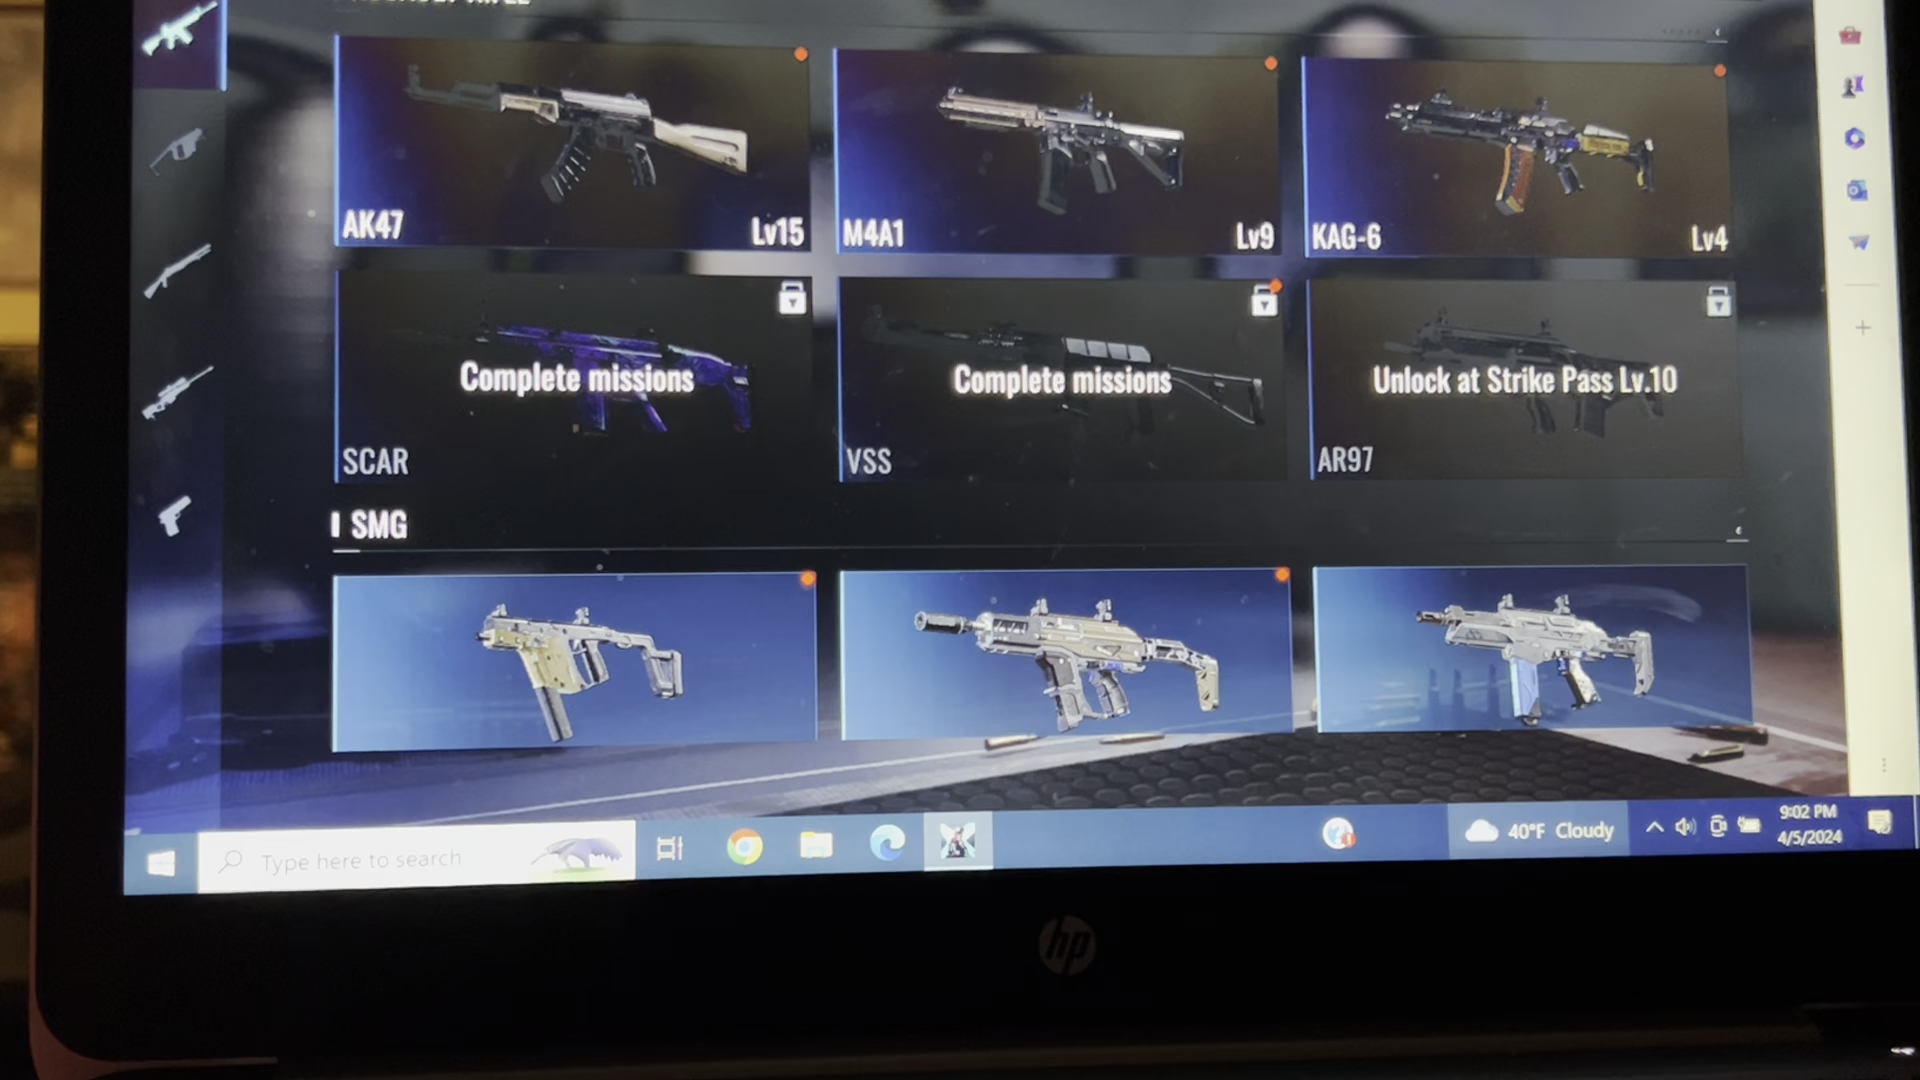 AK47
Lv15
M4A1
Lv9
KAG-6
Lv4
Complete missions
SCAR
Complete missions
VSS
Unlock at Strike Pass Lv.10
AR97
SMG
Type here to search
40°F Cloudy
9:02 PM
4/5/2024
hp